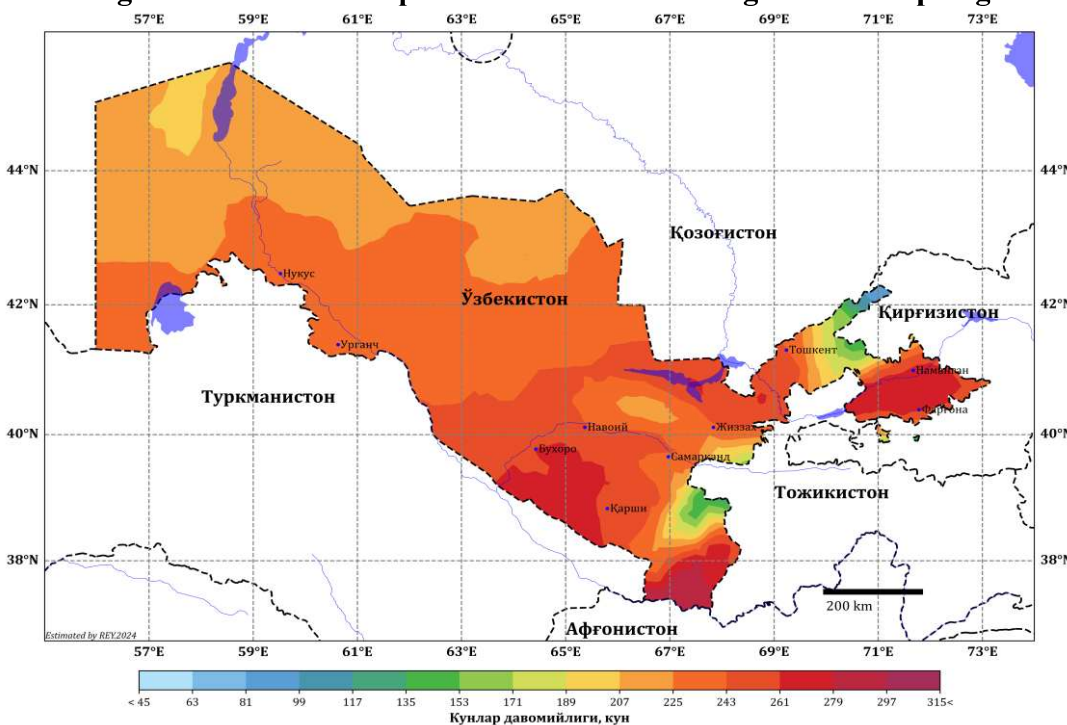 57°E 59°E 61°E 63°E 65°E 67°E 69°E 71°E 73°E
44°N 44°N
Қозоғистон
Нукус
42°N 42°N
Ўзбекистон
Қирғизистон
Урганч
Тошкент
Наманган
Туркманистон
Фарғона
Навоий
Жиззах
40°N 40°N
Бухоро
Самарқанд
Тожикистон
Қарши
38°N 38°N
200 km
Афғонистон
Estimated by REY.2024
57°E 59°E 61°E 63°E 65°E 67°E 69°E 71°E 73°E
< 45 63 81 99 117 135 153 171 189 207 225 243 261 279 297 315<
Кунлар давомийлиги, кун